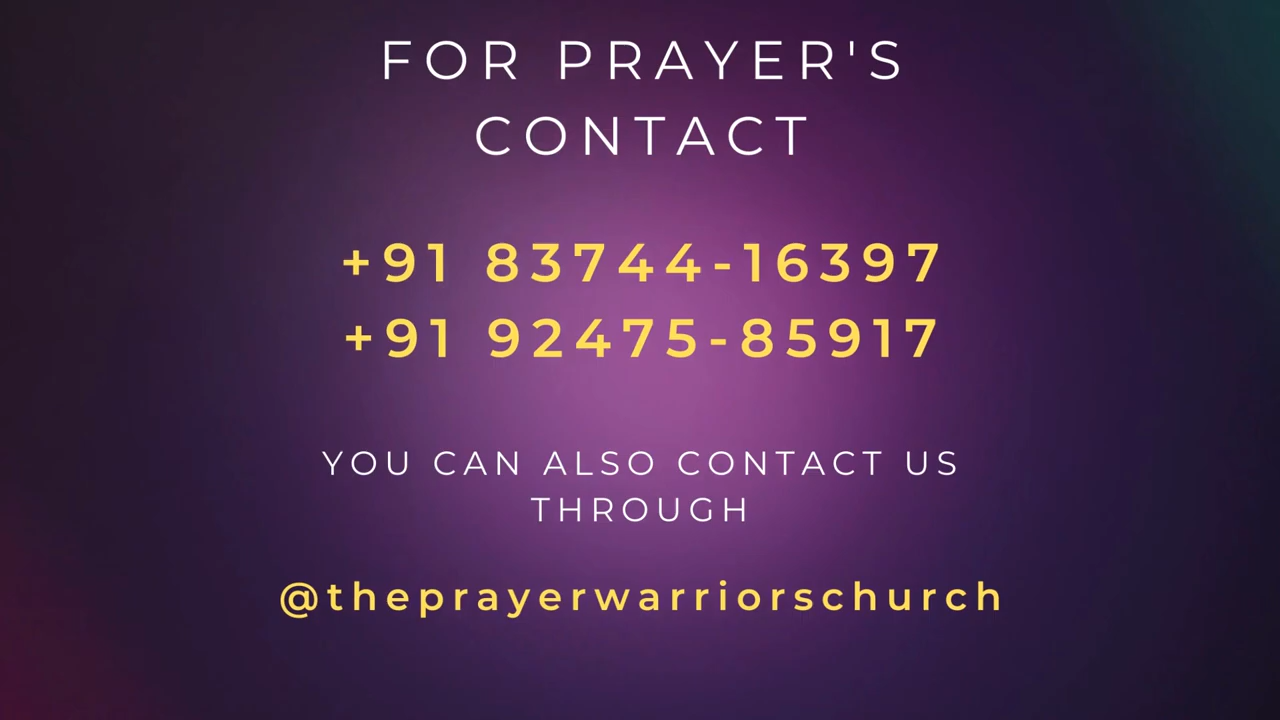 FOR PRAYER'S
CONTACT
+91 83744-16397
+91 92475-85917
YOU CAN ALSO CONTACT US
THROUGH
@theprayerwarriorschurch